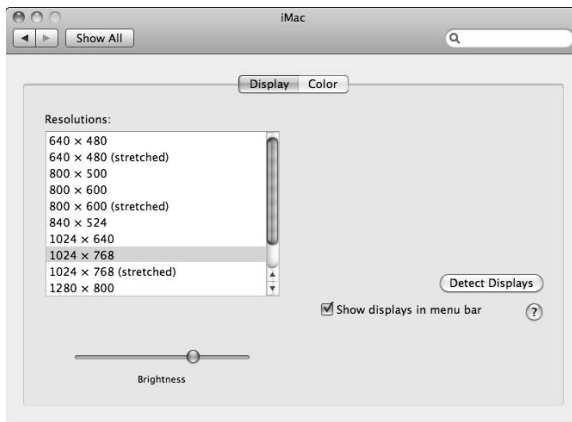 iMac
Show All
Display Color
Resolutions:
640 × 480
640 × 480 (stretched)
800 × 500
800 × 600
800 × 600 (stretched)
840 × 524
1024 × 640
1024 × 768
1024 × 768 (stretched)
1280 × 800
Detect Displays
Show displays in menu bar ?
Brightness